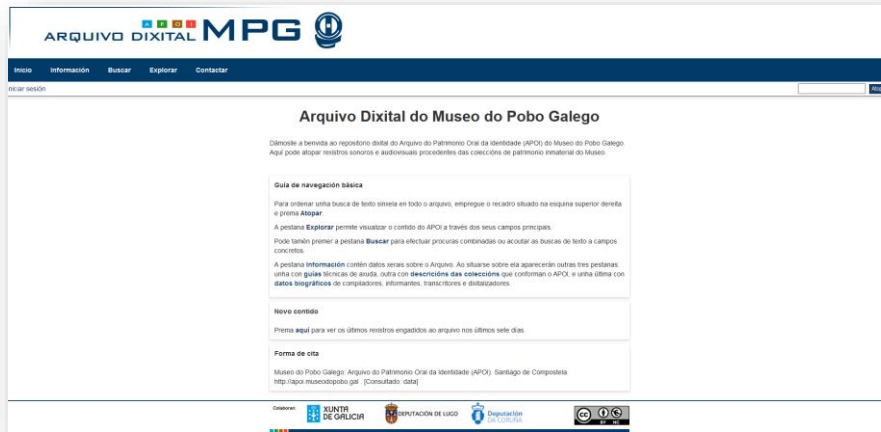 APOI
ARQUIVO DIXITAL MPG
Inicio Información Buscar Explorar Contactar
niciar sesión
Atop
Arquivo Dixital do Museo do Pobo Galego
Dámoslle a benvida ao repositorio dixital do Arquivo do Patrimonio Oral da Identidade (APOI) do Museo do Pobo Galego.
Aquí pode atopar rexistros sonoros e audiovisuais procedentes das coleccións de patrimonio inmaterial do Museo.
Guía de navegación básica
Para ordenar unha busca de texto sinxela en todo o arquivo, empregue o recadro situado na esquina superior dereita
e prema Atopar.
A pestana Explorar permite visualizar o contido do APOI a través dos seus campos principais.
Pode tamén premer a pestana Buscar para efectuar procuras combinadas ou acoutar as buscas de texto a campos
concretos.
A pestana Información contén datos xerais sobre o Arquivo. Ao situarse sobre ela aparecerán outras tres pestanas:
unha con guías técnicas de axuda, outra con descricións das coleccións que conforman o APOI, e unha última con
datos biográficos de compiladores, informantes, transcritores e dixitalizadores.
Novo contido
Prema aquí para ver os últimos rexistros engadidos ao arquivo nos últimos sete días.
Forma de cita
Museo do Pobo Galego. Arquivo do Patrimonio Oral da Identidade (APOI). Santiago de Compostela.
http://apoi.museodopobo.gal . [Consultado: data]
Colaboran: XUNTA DE GALICIA DEPUTACIÓN DE LUGO Deputación DA CORUÑA cc BY NC